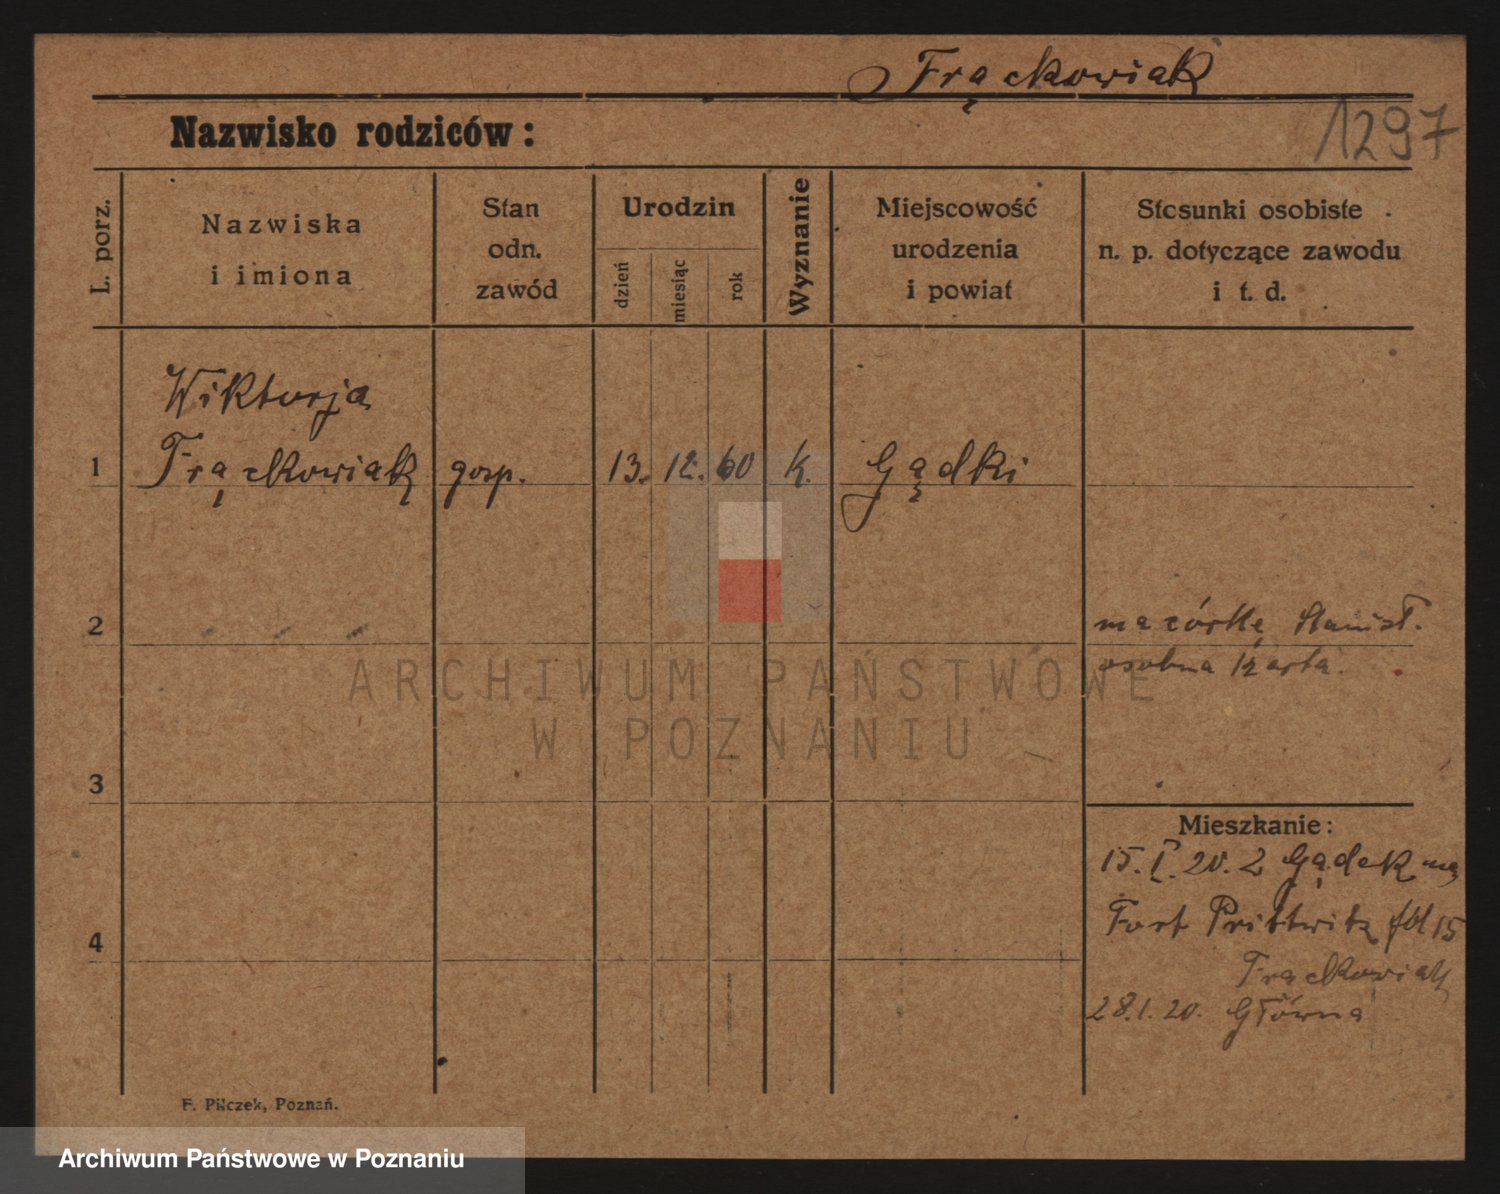 Frąckowiak
1297
Nazwisko rodziców:
L. porz.
Nazwiska
i imiona
Stan
odn.
zawód
Urodzin
dzień
miesiąc
rok
Wyznanie
Miejscowość
urodzenia
i powiat
Stosunki osobiste
n. p. dotyczące zawodu
i t. d.
Wiktorja
1 Frąckowiak gosp. 13. 12. 60 k. Gądki
2
ma córkę Stanisł.
osobna karta.
ARCHIWUM PAŃSTWOWE
W POZNANIU
3
Mieszkanie:
15. I. 20. Z Gądek na
Fort Prittwitz 15
4
Frąckowiak
28.1.20. Główna
F. Pilczek, Poznań.
Archiwum Państwowe w Poznaniu